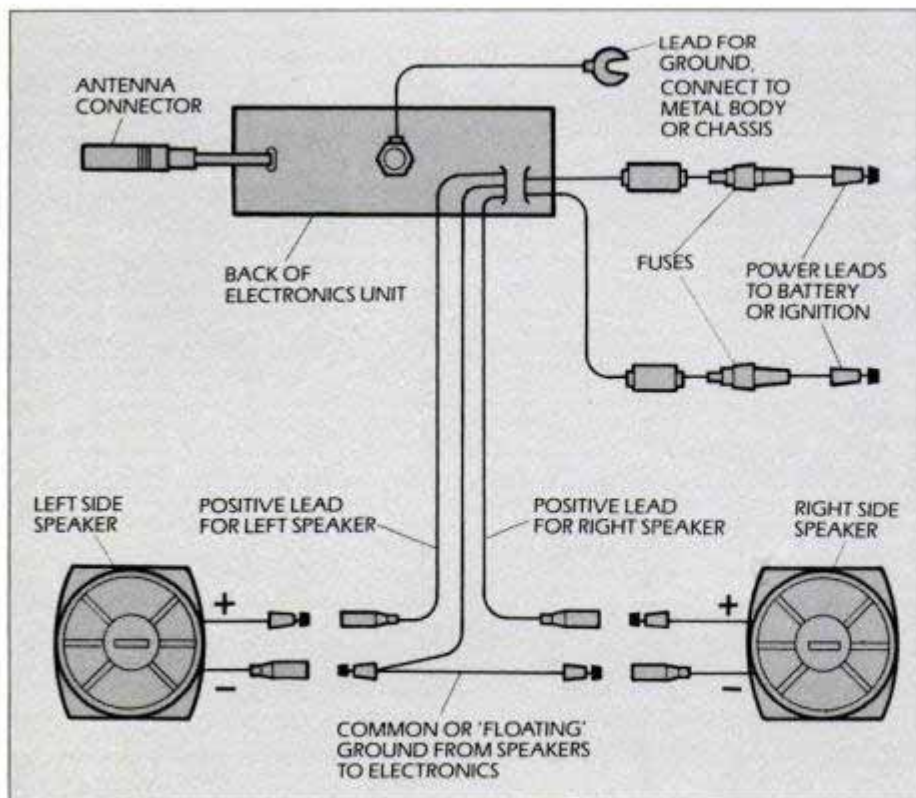 LEAD FOR
GROUND,
CONNECT TO
METAL BODY
OR CHASSIS
ANTENNA
CONNECTOR
BACK OF
ELECTRONICS UNIT
FUSES
POWER LEADS
TO BATTERY
OR IGNITION
LEFT SIDE
SPEAKER
POSITIVE LEAD
FOR LEFT SPEAKER
POSITIVE LEAD
FOR RIGHT SPEAKER
RIGHT SIDE
SPEAKER
+
−
+
−
COMMON OR 'FLOATING'
GROUND FROM SPEAKERS
TO ELECTRONICS